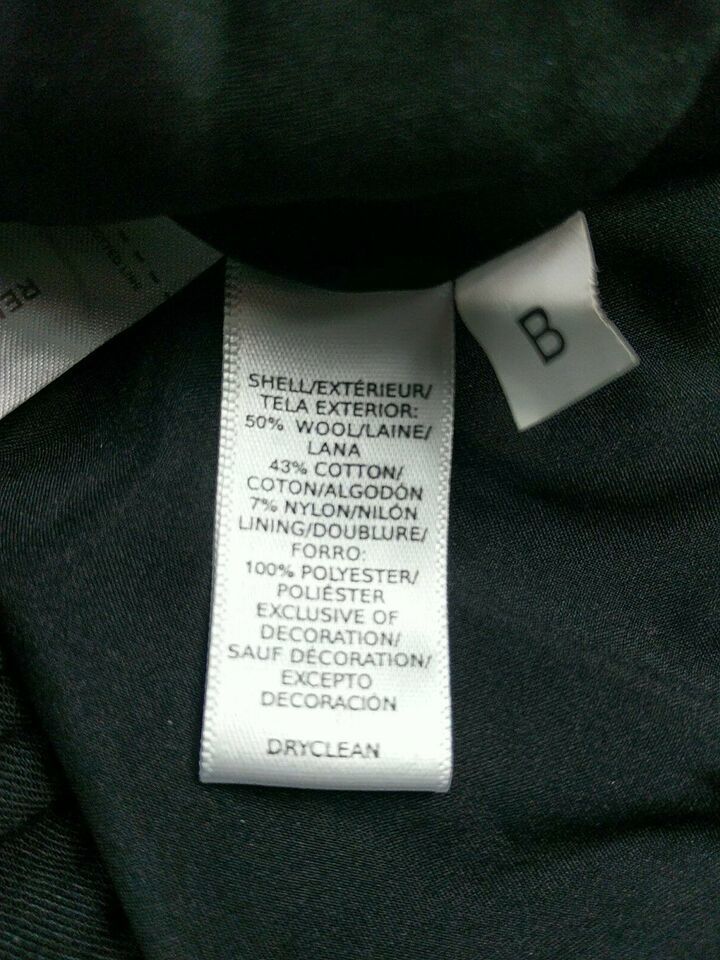 B
SHELL/EXTÉRIEUR/
TELA EXTERIOR:
50% WOOL/LAINE/
LANA
43% COTTON/
COTON/ALGODÓN
7% NYLON/NILÓN
LINING/DOUBLURE/
FORRO:
100% POLYESTER/
POLIÉSTER
EXCLUSIVE OF
DECORATION/
SAUF DÉCORATION/
EXCEPTO
DECORACIÓN
DRYCLEAN